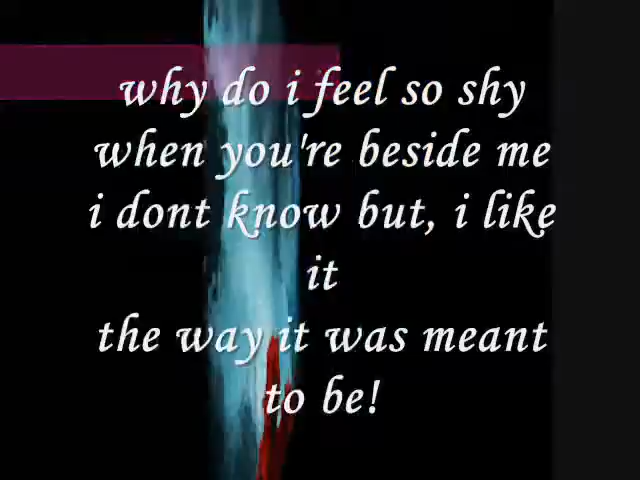 why do i feel so shy
when you're beside me
i dont know but, i like
it
the way it was meant
to be!